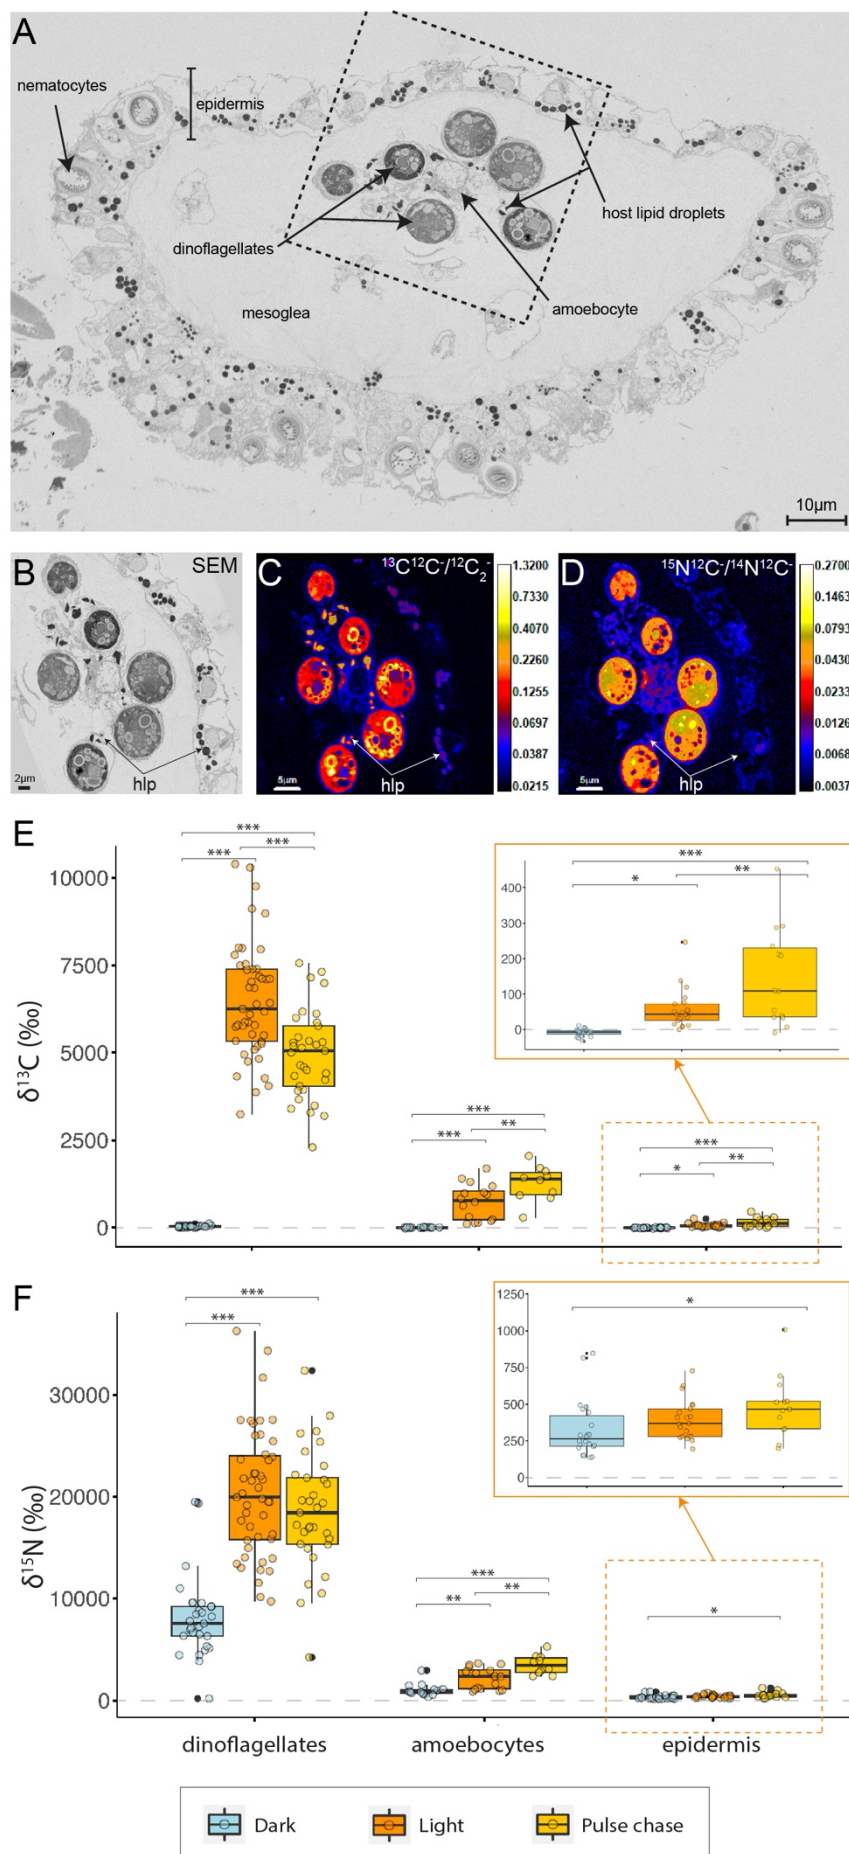 A
nematocytes
epidermis
host lipid droplets
dinoflagellates
amoebocyte
mesoglea
10μm
B
SEM
2μm
hlp
C
¹³C¹²C⁻/¹²C₂⁻
1.3200
0.7330
0.4070
0.2260
0.1255
0.0697
0.0387
0.0215
5μm
hlp
D
¹⁵N¹²C⁻/¹⁴N¹²C⁻
0.2700
0.1463
0.0793
0.0430
0.0233
0.0126
0.0068
0.0037
5μm
hlp
E
δ¹³C (‰)
10000
7500
5000
2500
0
***
***
***
***
***
**
***
*
**
400
300
200
100
0
***
*
**
F
δ¹⁵N (‰)
30000
20000
10000
0
***
***
***
**
**
*
1250
1000
750
500
250
0
*
dinoflagellates
amoebocytes
epidermis
Dark
Light
Pulse chase